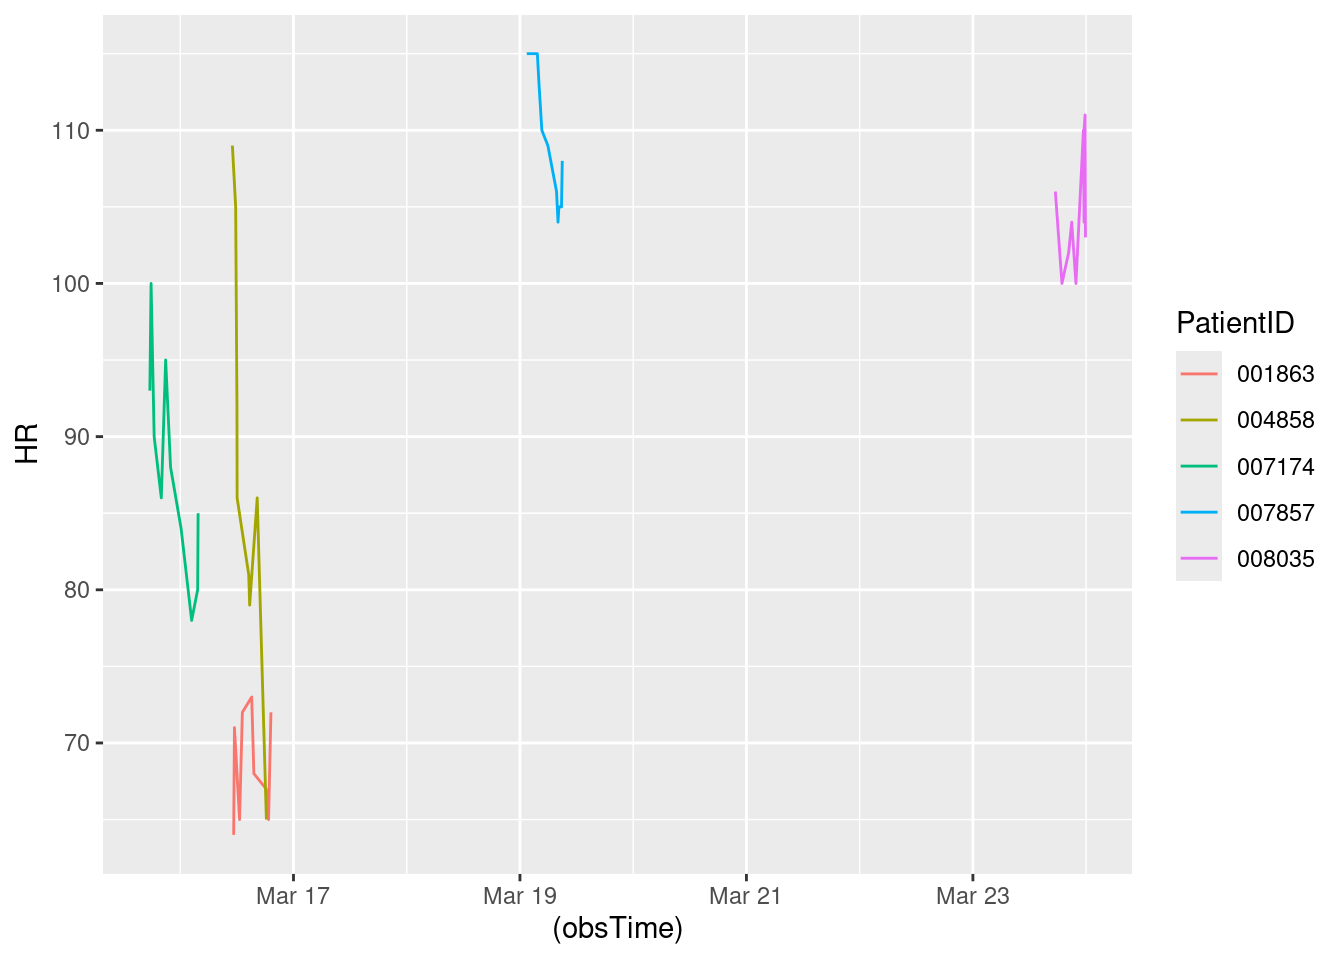 110
100
90
80
70
HR
Mar 17
Mar 19
Mar 21
Mar 23
(obsTime)
PatientID
001863
004858
007174
007857
008035